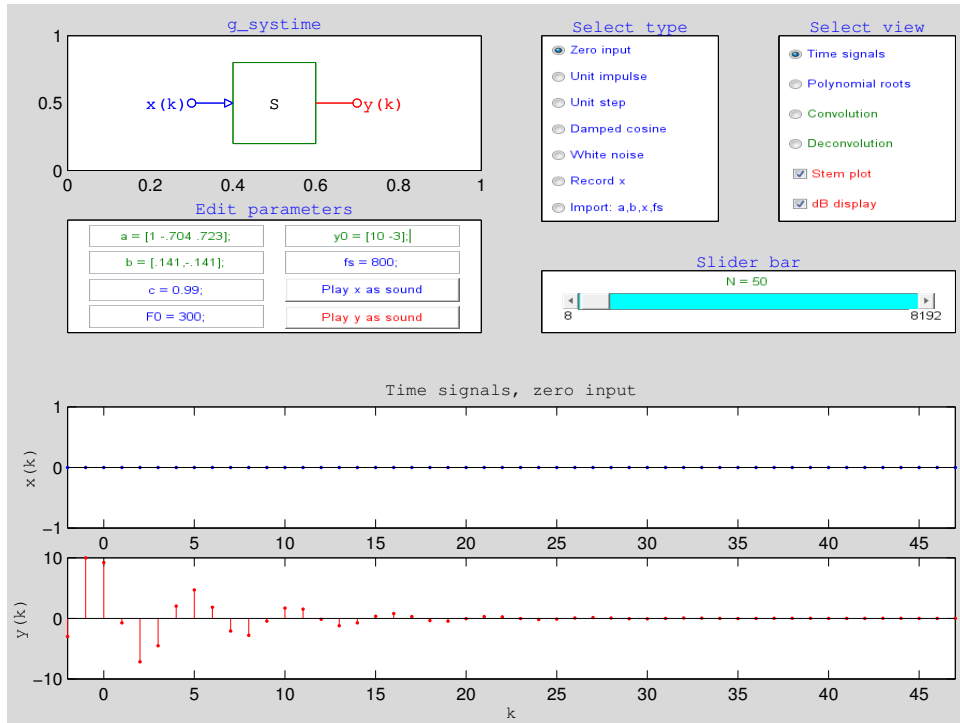 g_systime
1
0.5
0
0
0.2
0.4
0.6
0.8
1
x(k)
S
y(k)
Select type
Zero input
Unit impulse
Unit step
Damped cosine
White noise
Record x
Import: a,b,x,fs
Select view
Time signals
Polynomial roots
Convolution
Deconvolution
Stem plot
dB display
Edit parameters
a = [1 -.704 .723];
y0 = [10 -3];
b = [.141,-.141];
fs = 800;
c = 0.99;
Play x as sound
F0 = 300;
Play y as sound
Slider bar
N = 50
8
8192
Time signals, zero input
x(k)
1
0
-1
0
5
10
15
20
25
30
35
40
45
y(k)
10
0
-10
0
5
10
15
20
25
30
35
40
45
k